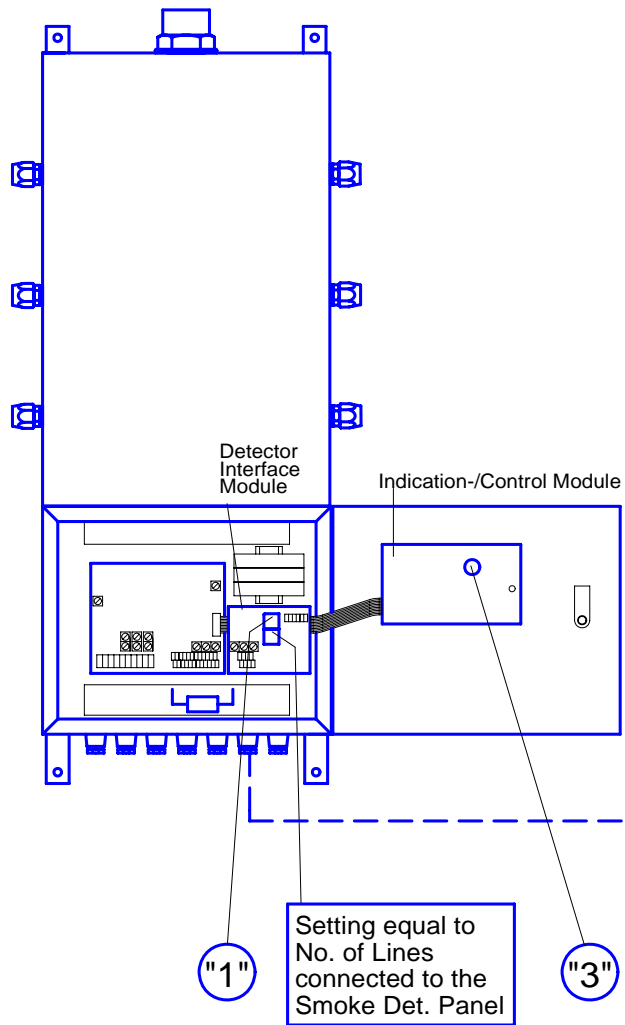 Detector
Interface
Module
Indication-/Control Module
"1"
Setting equal to
No. of Lines
connected to the
Smoke Det. Panel
"3"